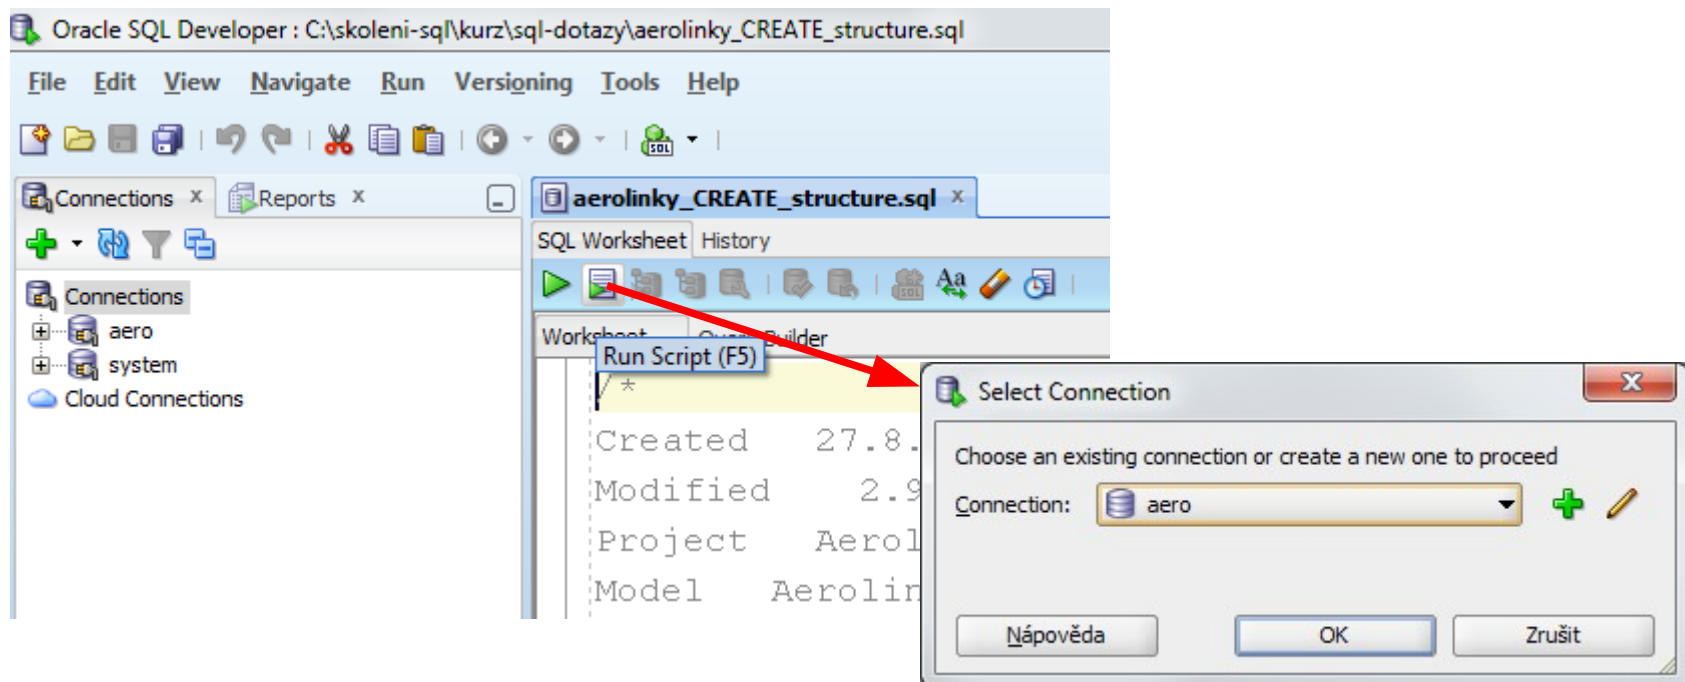 Oracle SQL Developer : C:\skoleni-sql\kurz\sql-dotazy\aerolinky_CREATE_structure.sql
File Edit View Navigate Run Versioning Tools Help
Connections Reports
aerolinky_CREATE_structure.sql
SQL Worksheet History
Connections
aero
system
Cloud Connections
Worksheet Query Builder
Run Script (F5)
/*
Created 27.8.
Modified 2.9
Project Aerol
Model Aerolin
Select Connection
Choose an existing connection or create a new one to proceed
Connection: aero
Nápověda OK Zrušit